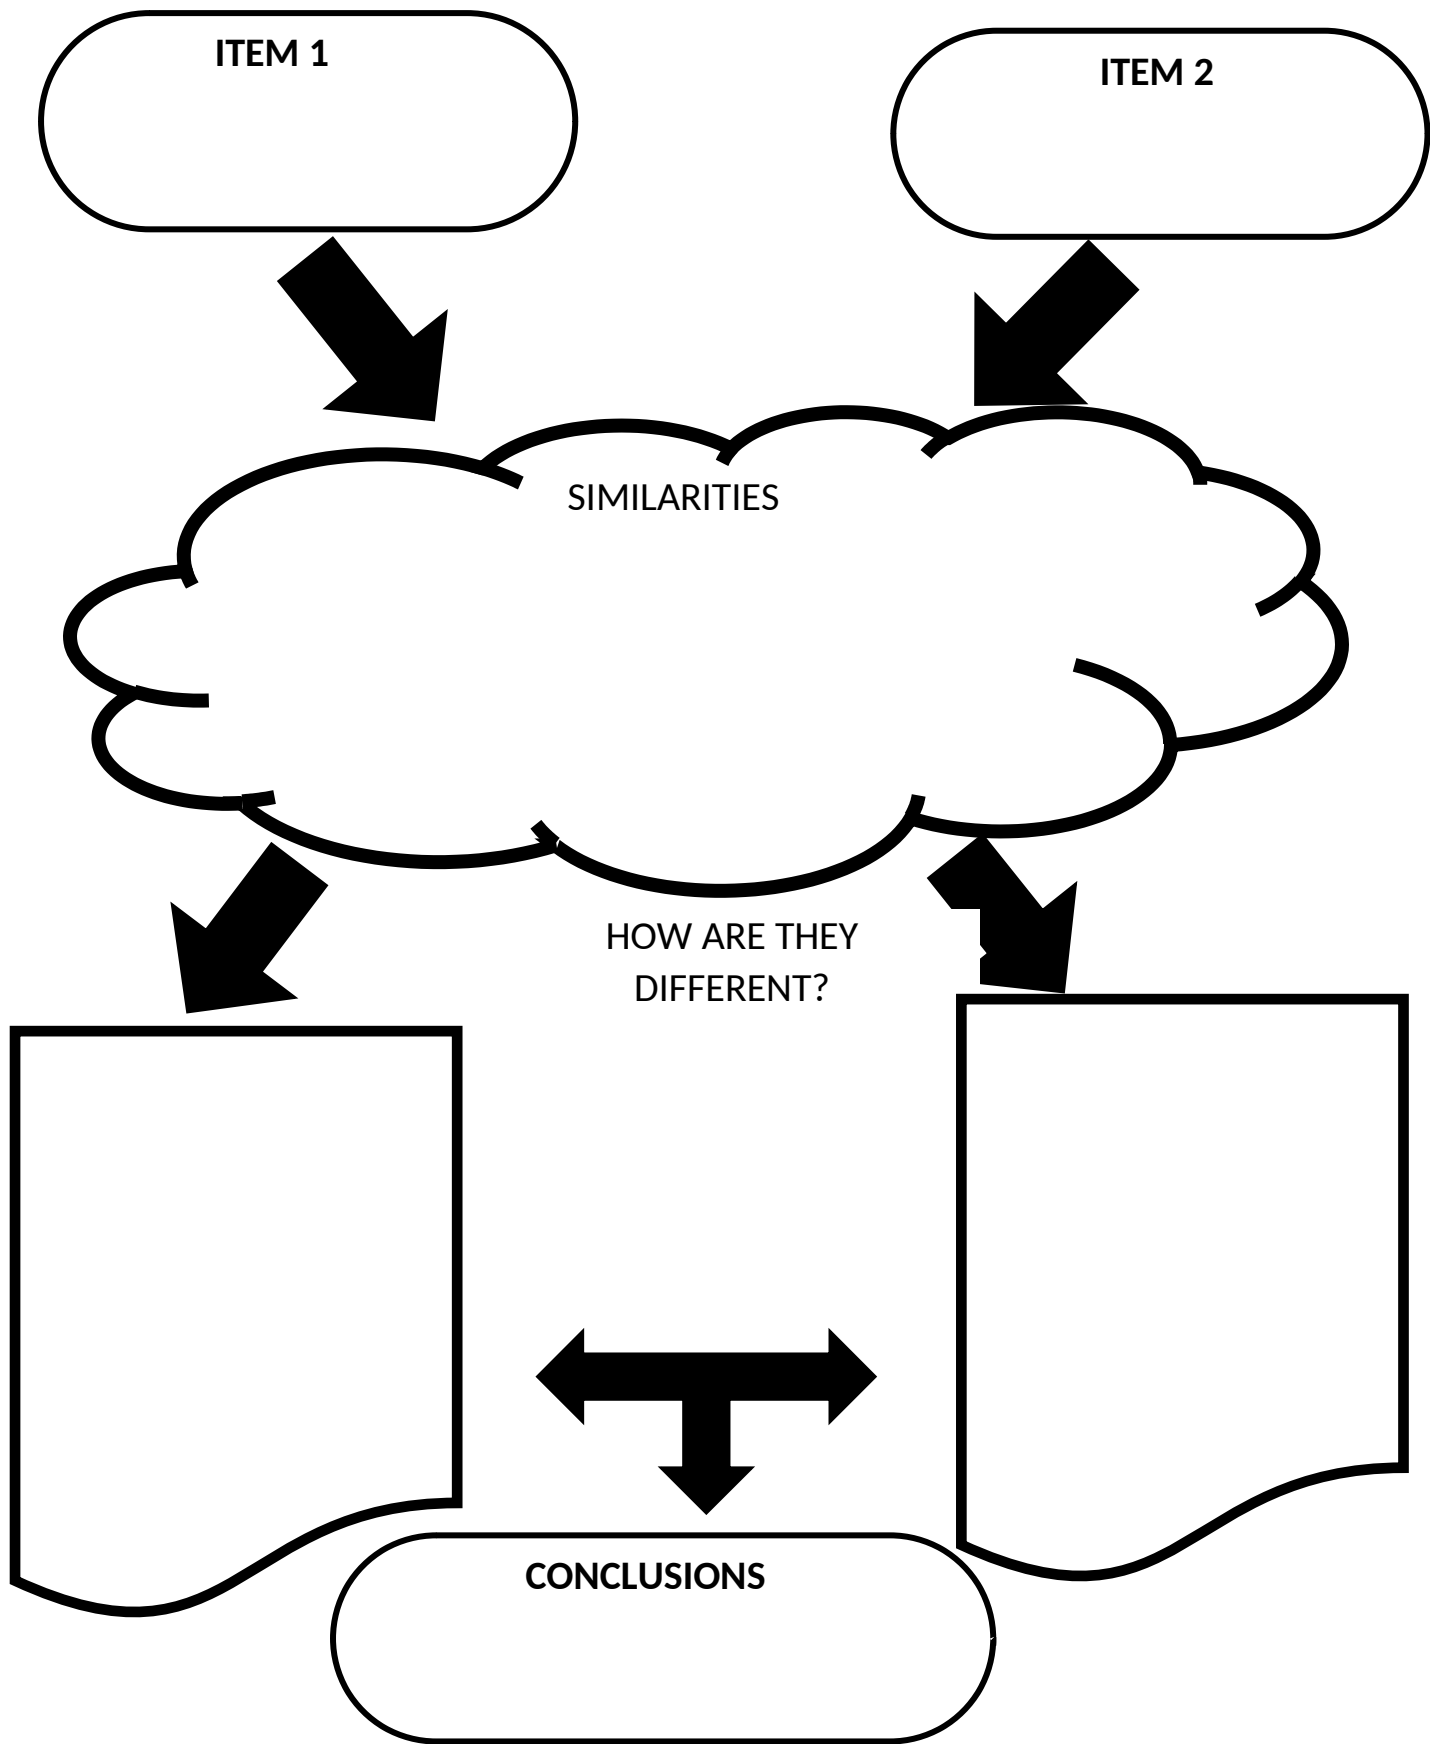 ITEM 1
ITEM 2
SIMILARITIES
HOW ARE THEY
DIFFERENT?
CONCLUSIONS